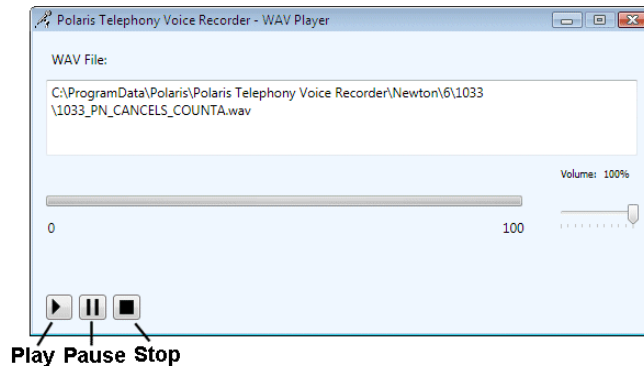 Polaris Telephony Voice Recorder - WAV Player
WAV File:
C:\ProgramData\Polaris\Polaris Telephony Voice Recorder\Newton\6\1033
\1033_PN_CANCELS_COUNTA.wav
Volume: 100%
0 100
Play Pause Stop